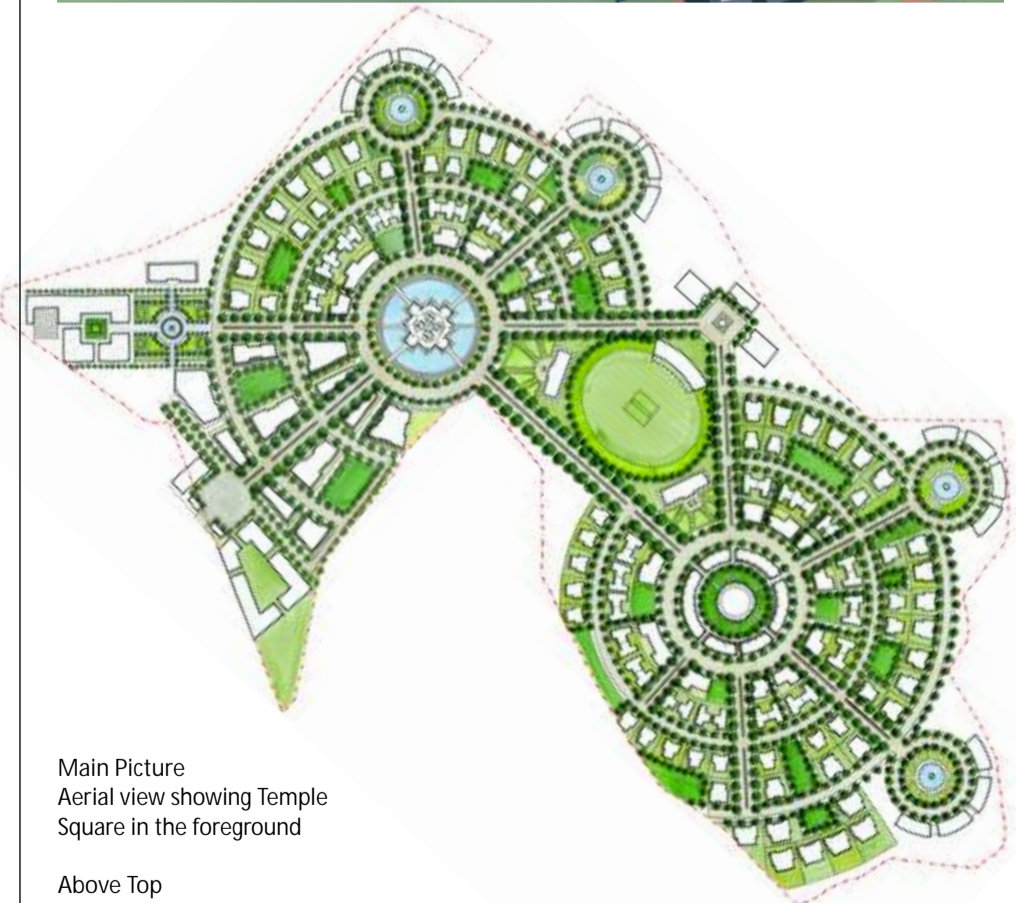 Main Picture
Aerial view showing Temple
Square in the foreground
Above Top